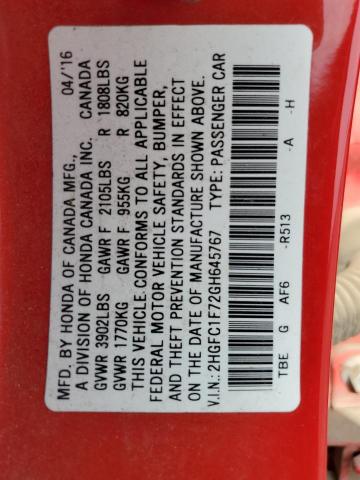 MFD. BY HONDA OF CANADA MFG., 04/'16
A DIVISION OF HONDA CANADA INC. CANADA
GVWR 3902LBS GAWR F 2105LBS R 1808LBS
GVWR 1770KG GAWR F 955KG R 820KG
THIS VEHICLE CONFORMS TO ALL APPLICABLE
FEDERAL MOTOR VEHICLE SAFETY, BUMPER,
AND THEFT PREVENTION STANDARDS IN EFFECT
ON THE DATE OF MANUFACTURE SHOWN ABOVE.
V.I.N.: 2HGFC1F72GH645767 TYPE: PASSENGER CAR
TBE G AF6 -R513 -A -H